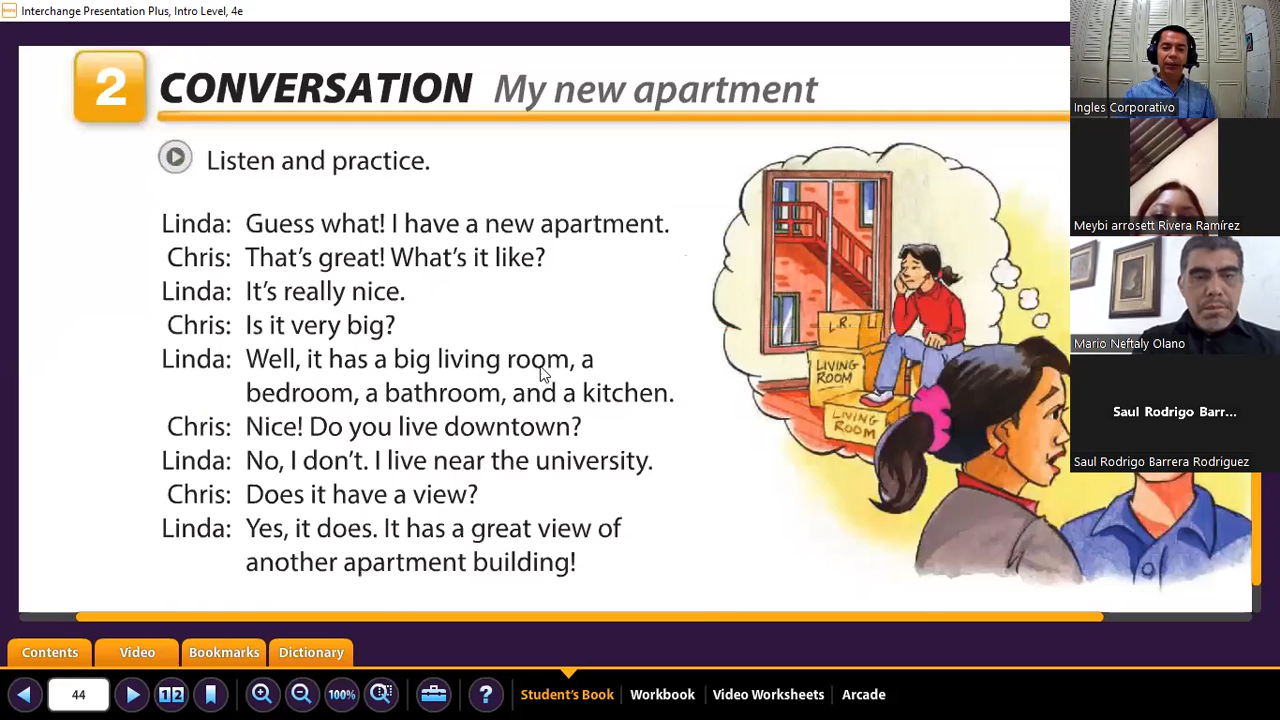 Interchange Presentation Plus, Intro Level, 4e
2 CONVERSATION My new apartment
Listen and practice.
Linda: Guess what! I have a new apartment.
Chris: That's great! What's it like?
Linda: It's really nice.
Chris: Is it very big?
Linda: Well, it has a big living room, a
bedroom, a bathroom, and a kitchen.
Chris: Nice! Do you live downtown?
Linda: No, I don't. I live near the university.
Chris: Does it have a view?
Linda: Yes, it does. It has a great view of
another apartment building!
L.R.
LIVING
ROOM
LIVING
ROOM
Ingles Corporativo
Meybi arrosett Rivera Ramírez
Mario Neftaly Olano
Saul Rodrigo Barr...
Saul Rodrigo Barrera Rodriguez
Contents Video Bookmarks Dictionary
44 1 2 100% ? Student's Book Workbook Video Worksheets Arcade